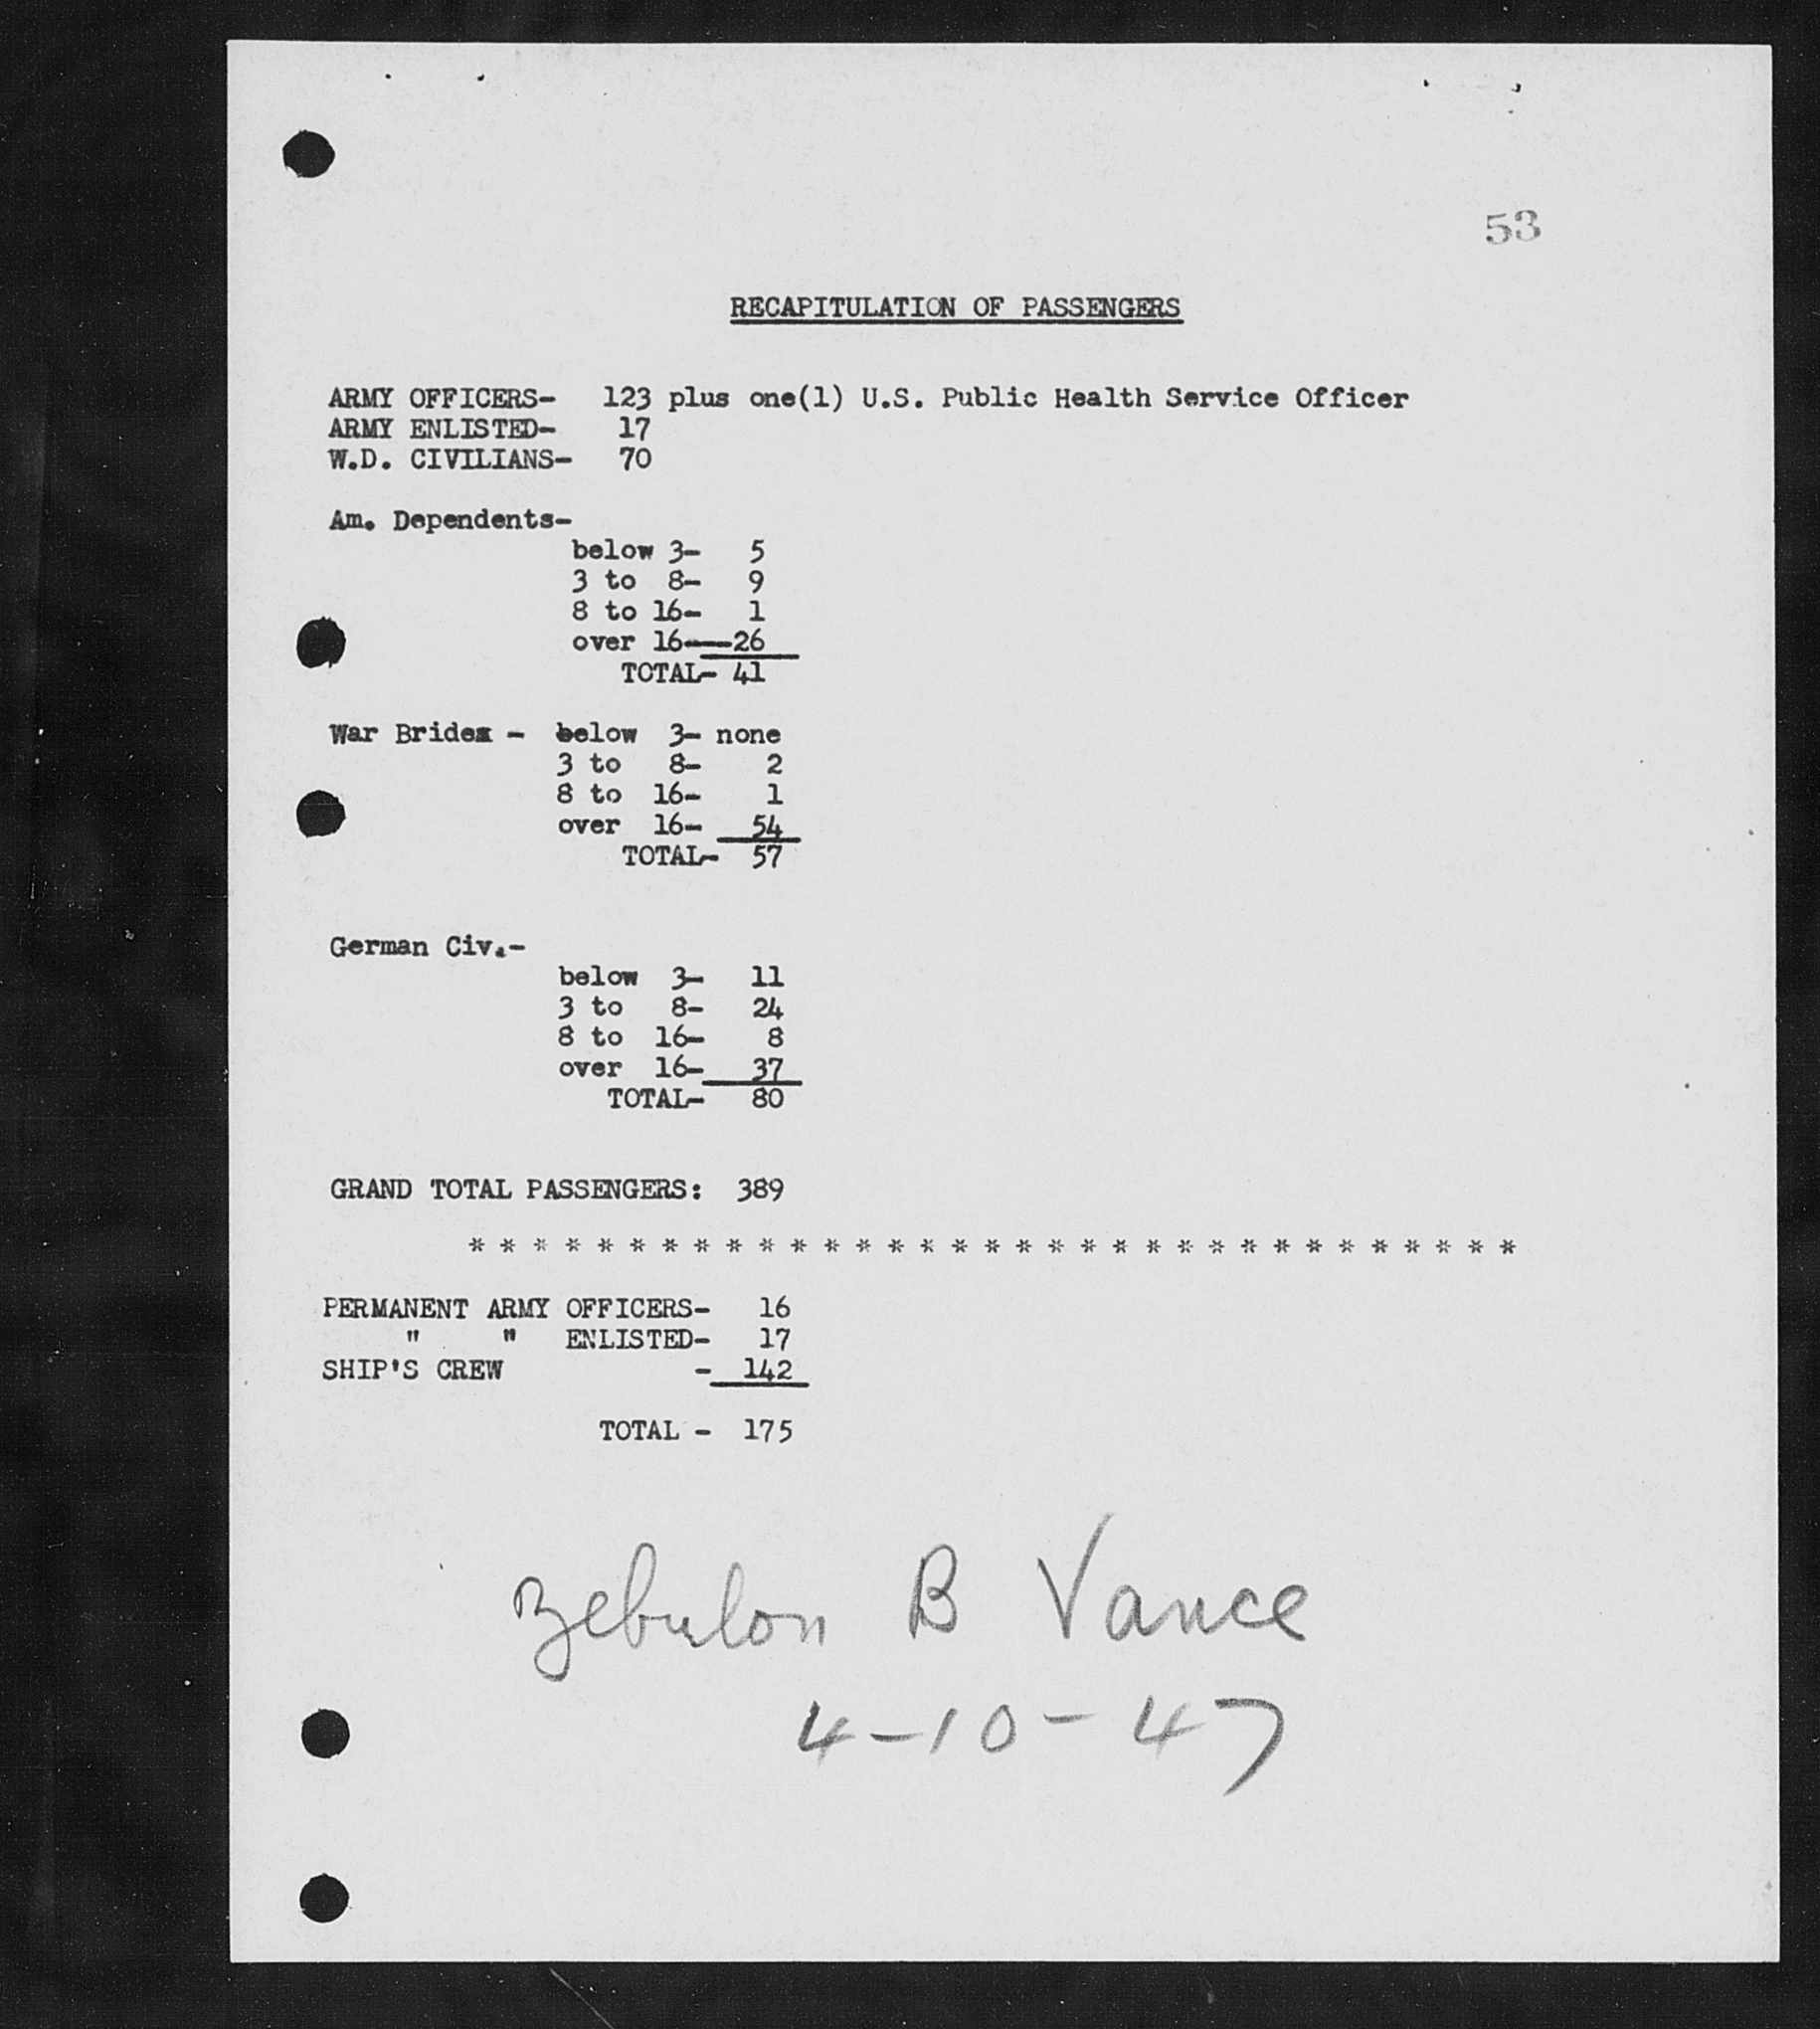 53
RECAPITULATION OF PASSENGERS
ARMY OFFICERS- 123 plus one(1) U.S. Public Health Service Officer
ARMY ENLISTED- 17
W.D. CIVILIANS- 70
Am. Dependents-
below 3- 5
3 to 8- 9
8 to 16- 1
over 16--26
TOTAL- 41
War Brides - below 3- none
3 to 8- 2
8 to 16- 1
over 16- 54
TOTAL- 57
German Civ.-
below 3- 11
3 to 8- 24
8 to 16- 8
over 16- 37
TOTAL- 80
GRAND TOTAL PASSENGERS: 389
* * * * * * * * * * * * * * * * * * * * * * * * * * * * * * * * *
PERMANENT ARMY OFFICERS- 16
" " ENLISTED- 17
SHIP'S CREW - 142
TOTAL - 175
Zebulon B Vance
4-10-47